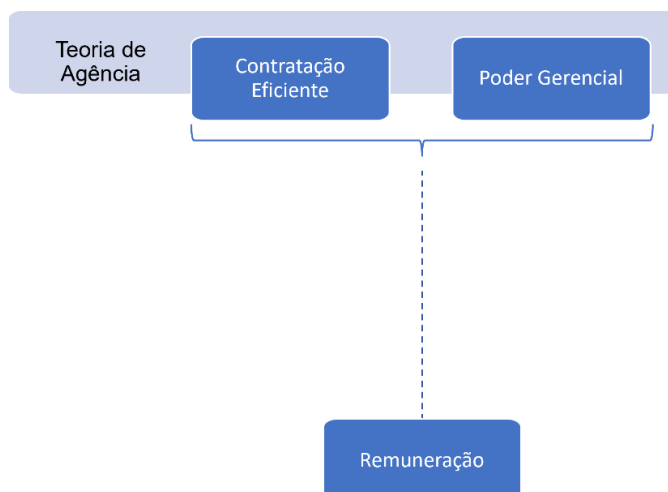 Teoria de
Agência
Contratação
Eficiente
Poder Gerencial
Remuneração